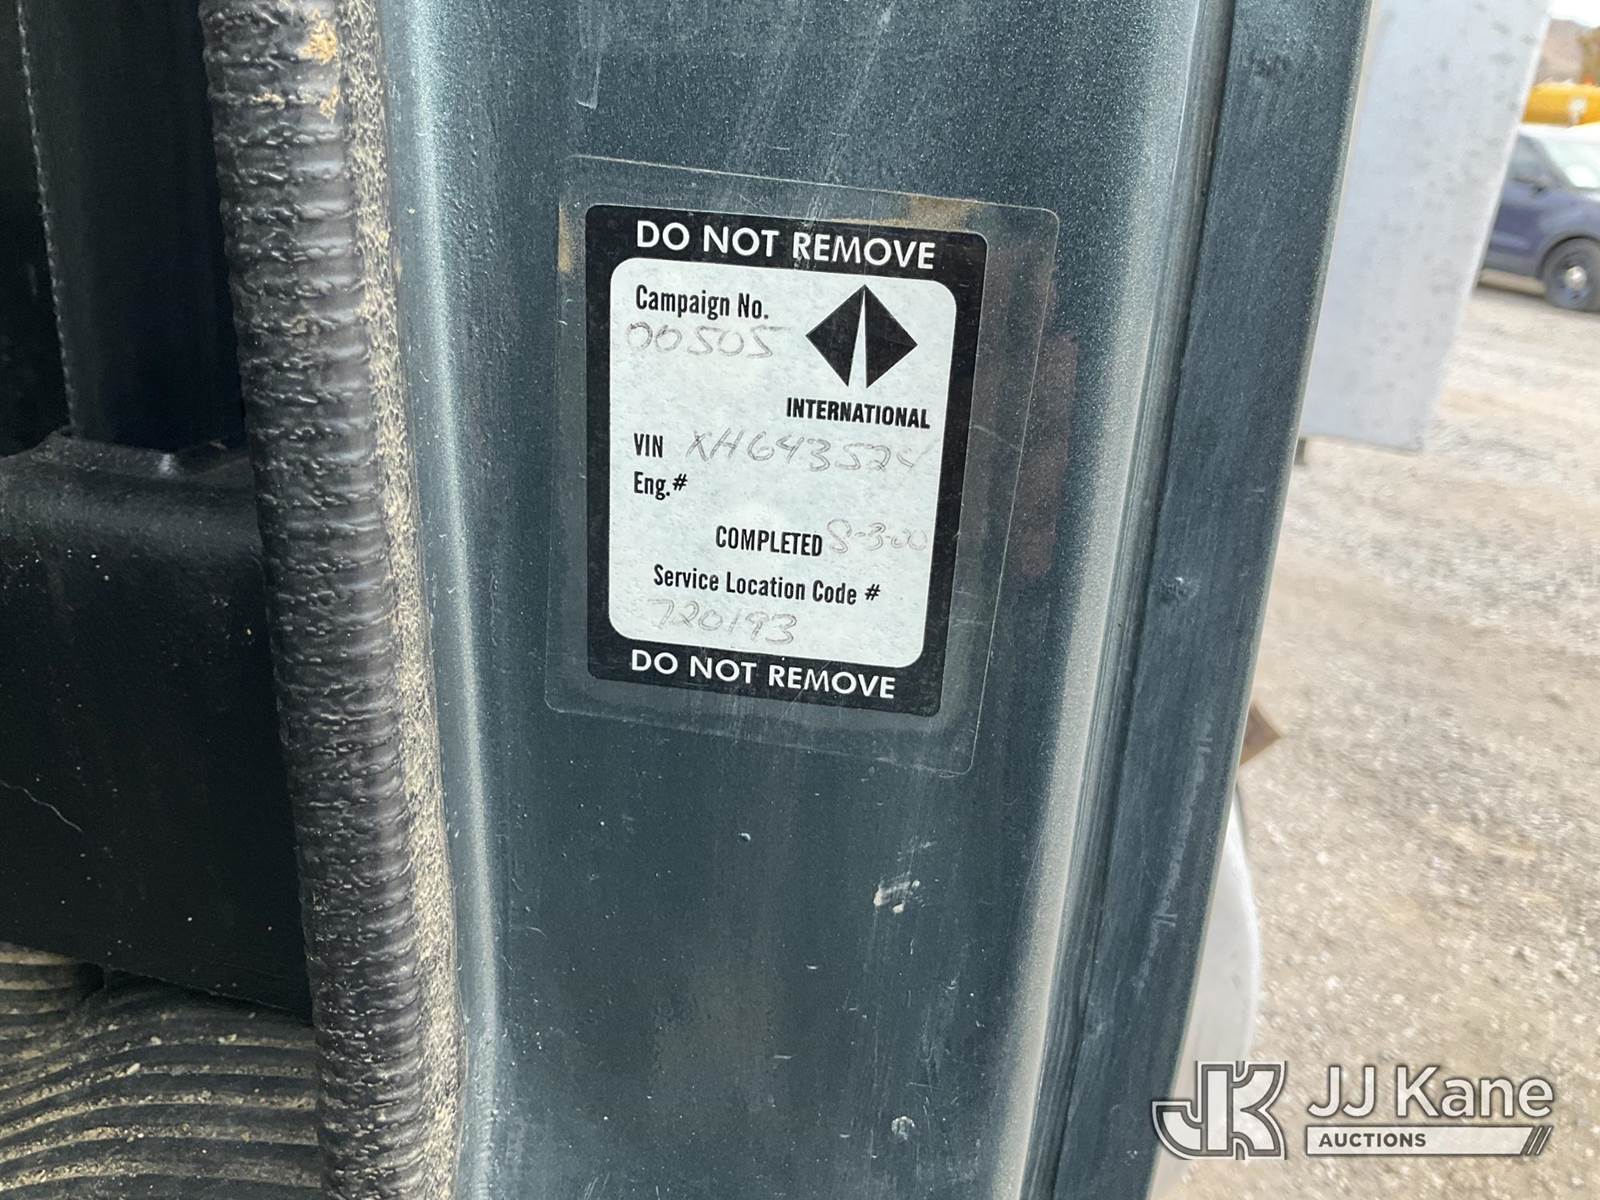 DO NOT REMOVE
Campaign No.
00505
INTERNATIONAL
VIN XH643524
Eng.#
COMPLETED 8-3-00
Service Location Code #
720193
DO NOT REMOVE
JK JJ Kane
AUCTIONS